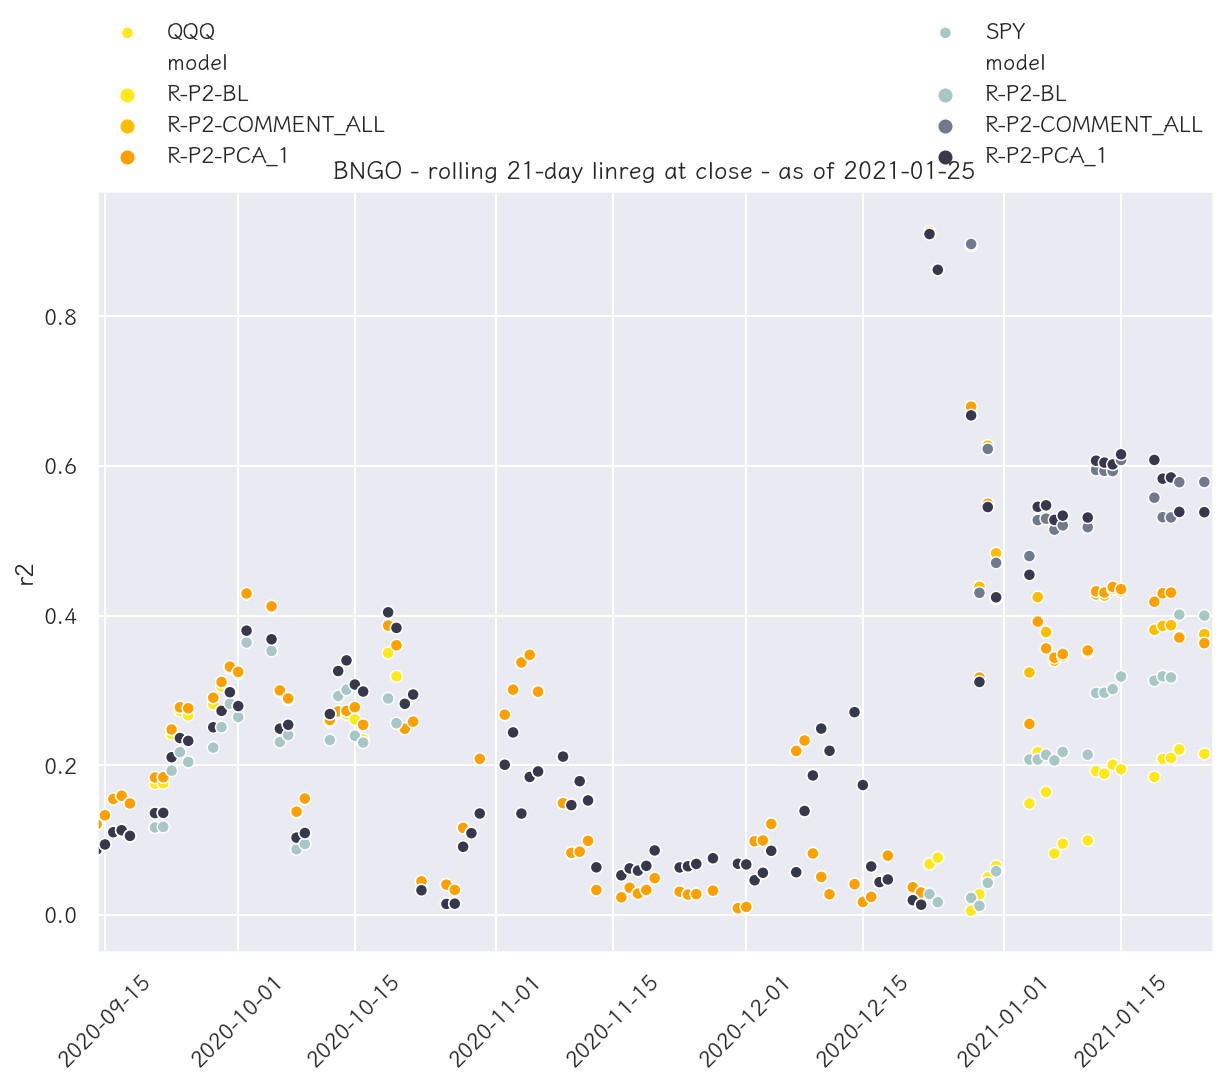 QQQ
model
R-P2-BL
R-P2-COMMENT_ALL
R-P2-PCA_1
SPY
model
R-P2-BL
R-P2-COMMENT_ALL
R-P2-PCA_1
BNGO - rolling 21-day linreg at close - as of 2021-01-25
r2
0.8
0.6
0.4
0.2
0.0
2020-09-15
2020-10-01
2020-10-15
2020-11-01
2020-11-15
2020-12-01
2020-12-15
2021-01-01
2021-01-15